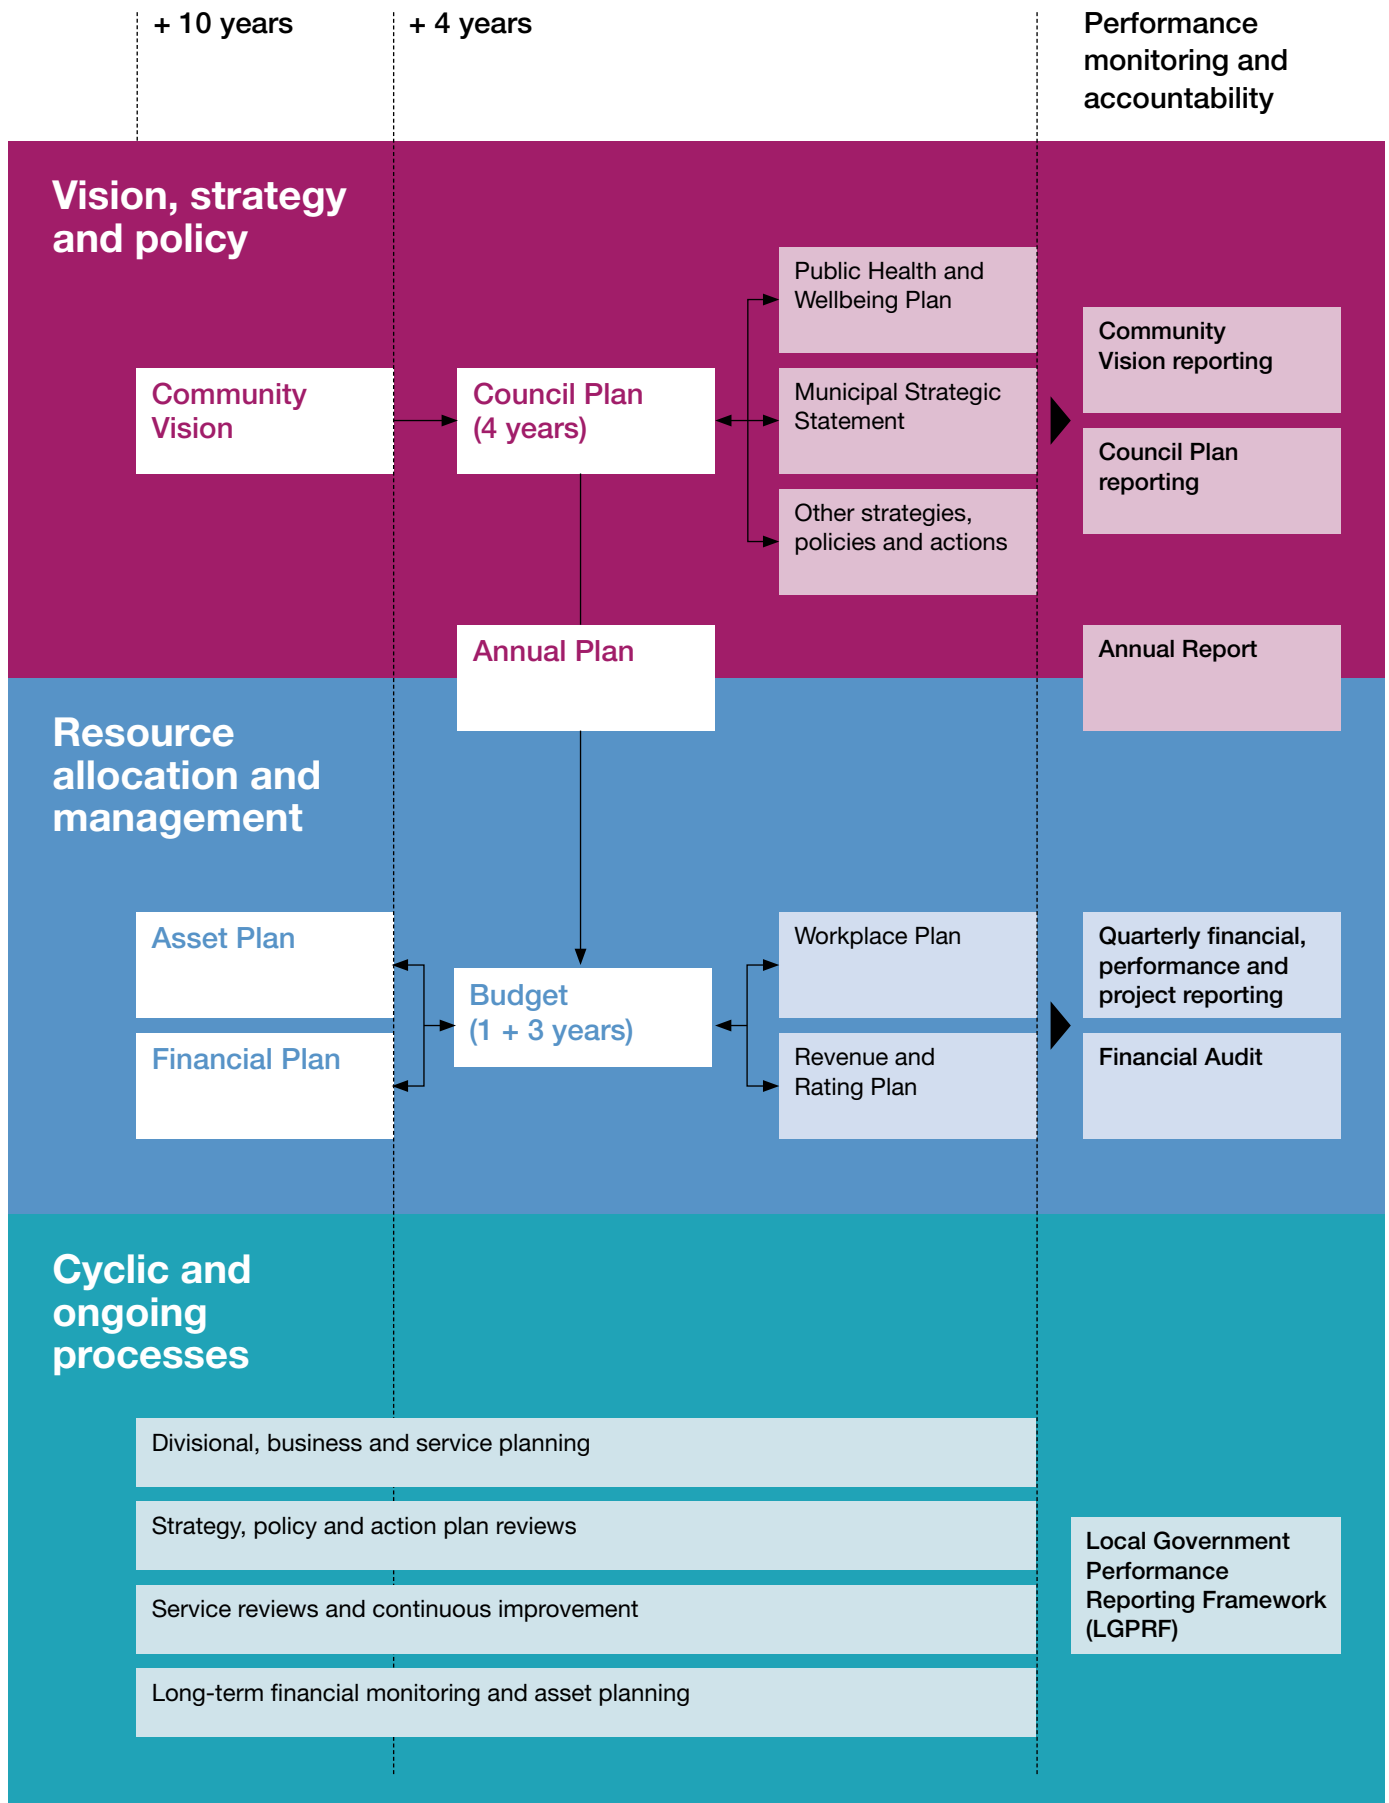 + 10 years
+ 4 years
Performance
monitoring and
accountability
Vision, strategy
and policy
Public Health and
Wellbeing Plan
Community
Vision reporting
Community
Vision
Council Plan
(4 years)
Municipal Strategic
Statement
Council Plan
reporting
Other strategies,
policies and actions
Annual Plan
Annual Report
Resource
allocation and
management
Asset Plan
Workplace Plan
Quarterly financial,
performance and
project reporting
Budget
(1 + 3 years)
Financial Plan
Revenue and
Rating Plan
Financial Audit
Cyclic and
ongoing
processes
Divisional, business and service planning
Strategy, policy and action plan reviews
Service reviews and continuous improvement
Long-term financial monitoring and asset planning
Local Government
Performance
Reporting Framework
(LGPRF)